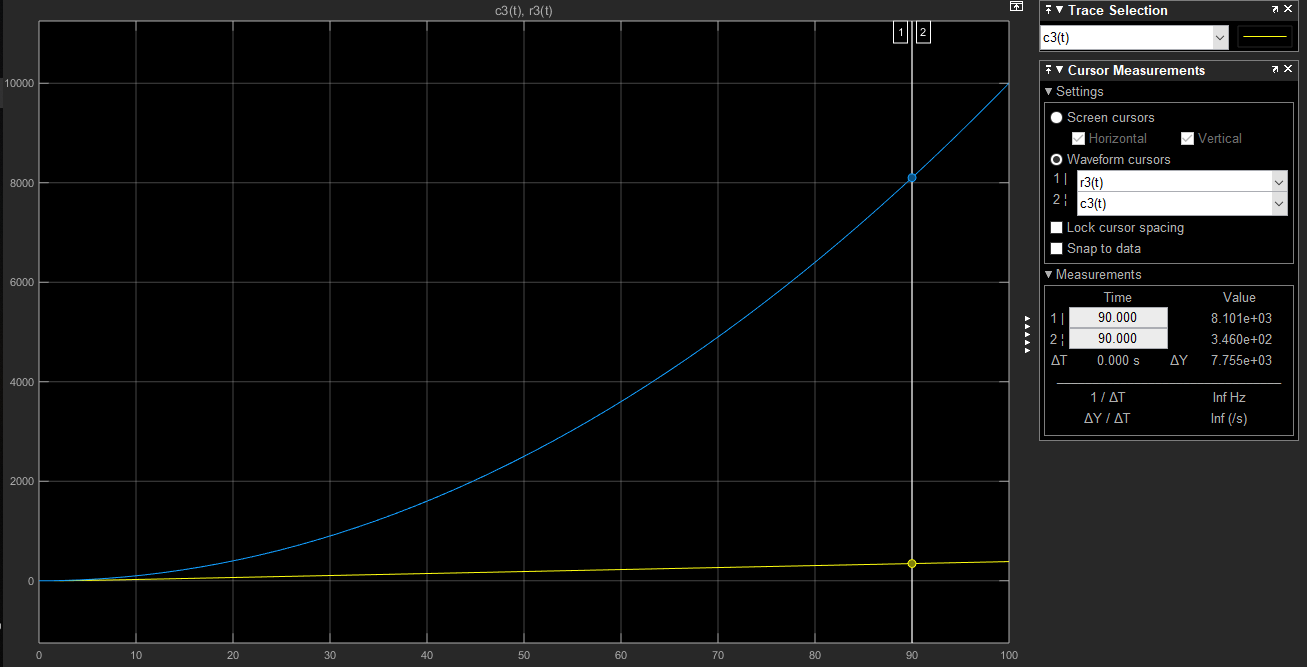 c3(t), r3(t)
1 2
10000
8000
6000
4000
2000
0
0 10 20 30 40 50 60 70 80 90 100
Trace Selection
c3(t)
Cursor Measurements
Settings
Screen cursors
Horizontal Vertical
Waveform cursors
1 | r3(t)
2 ¦ c3(t)
Lock cursor spacing
Snap to data
Measurements
Time Value
1 | 90.000 8.101e+03
2 ¦ 90.000 3.460e+02
ΔT 0.000 s ΔY 7.755e+03
1 / ΔT Inf Hz
ΔY / ΔT Inf (/s)